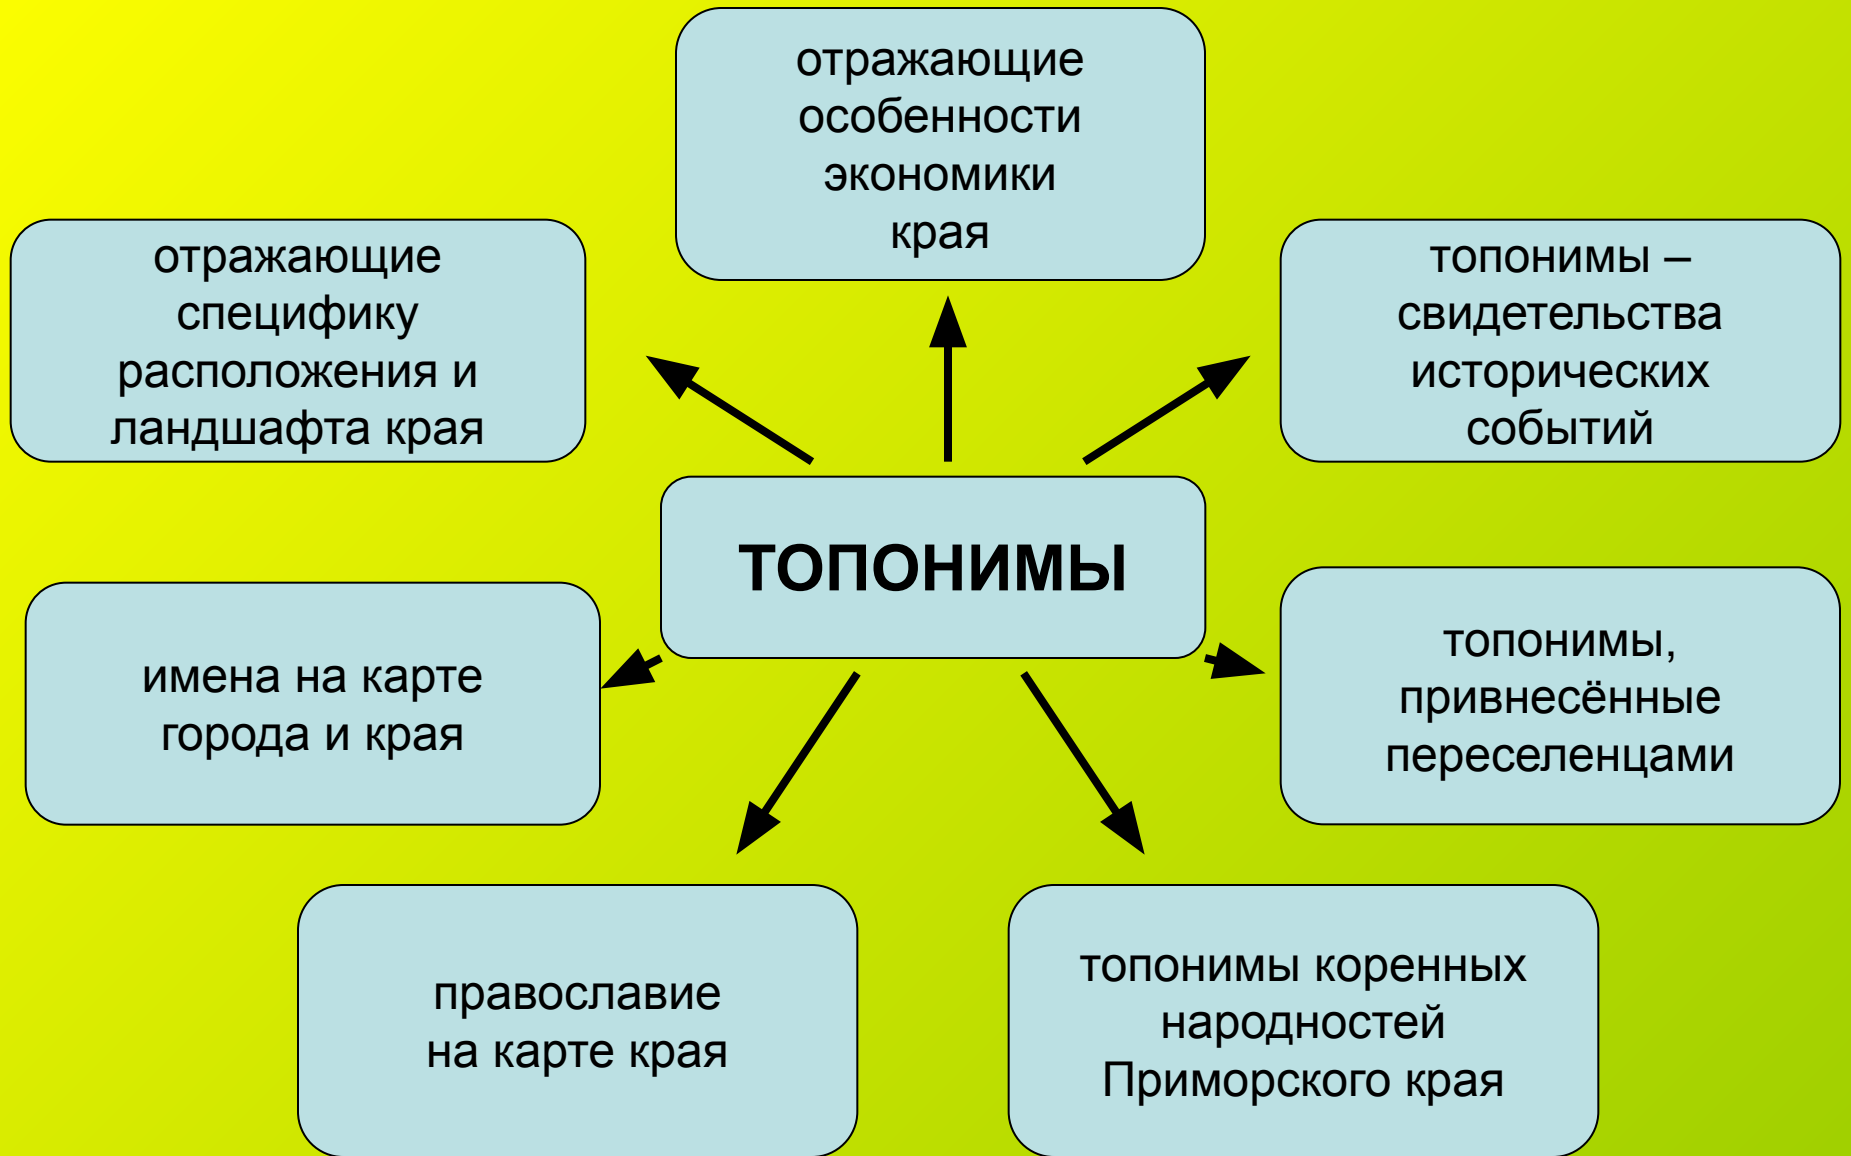 отражающие
особенности
экономики
края
отражающие
специфику
расположения и
ландшафта края
топонимы –
свидетельства
исторических
событий
ТОПОНИМЫ
имена на карте
города и края
топонимы,
привнесённые
переселенцами
православие
на карте края
топонимы коренных
народностей
Приморского края